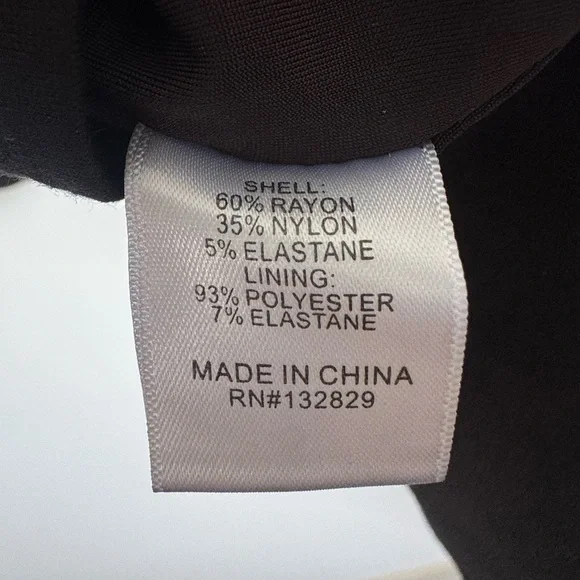 SHELL:
60% RAYON
35% NYLON
5% ELASTANE
LINING:
93% POLYESTER
7% ELASTANE
MADE IN CHINA
RN#132829